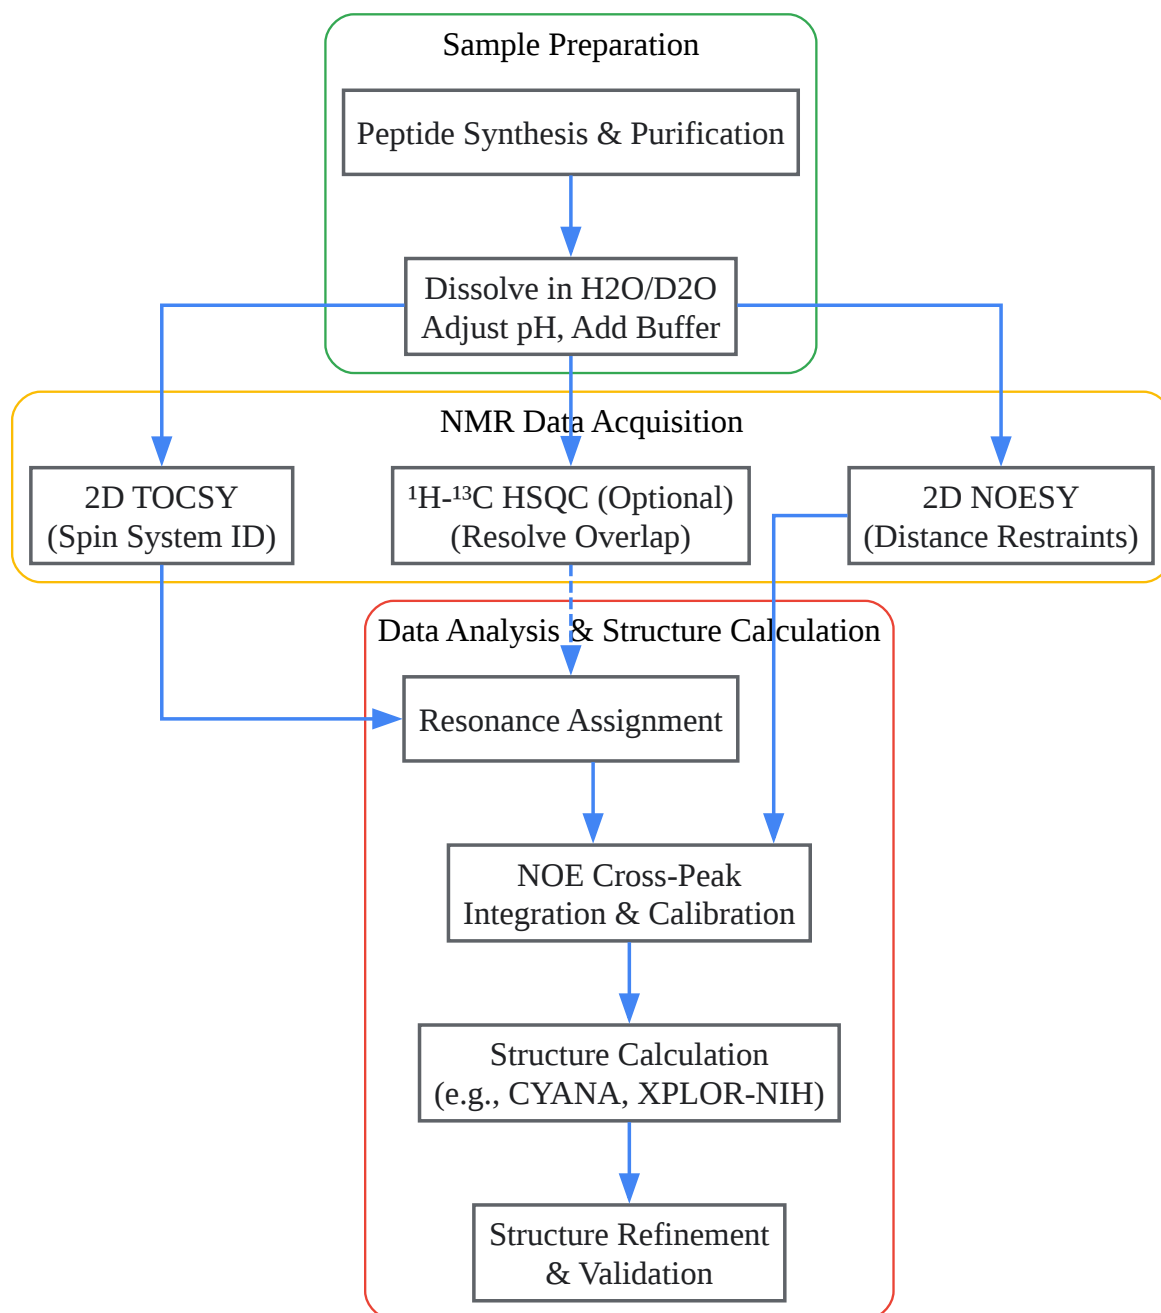 Sample Preparation
Peptide Synthesis & Purification
Dissolve in H2O/D2O
Adjust pH, Add Buffer
NMR Data Acquisition
2D TOCSY
(Spin System ID)
¹H-¹³C HSQC (Optional)
(Resolve Overlap)
2D NOESY
(Distance Restraints)
Data Analysis & Structure Calculation
Resonance Assignment
NOE Cross-Peak
Integration & Calibration
Structure Calculation
(e.g., CYANA, XPLOR-NIH)
Structure Refinement
& Validation